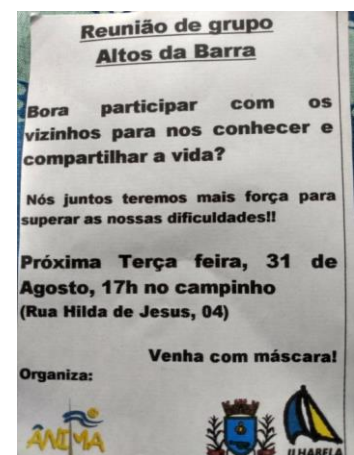 Reunião de grupo
Altos da Barra
Bora participar com os
vizinhos para nos conhecer e
compartilhar a vida?
Nós juntos teremos mais força para
superar as nossas dificuldades!!
Próxima Terça feira, 31 de
Agosto, 17h no campinho
(Rua Hilda de Jesus, 04)
Venha com máscara!
Organiza:
ÂNIMA
ILHABELA